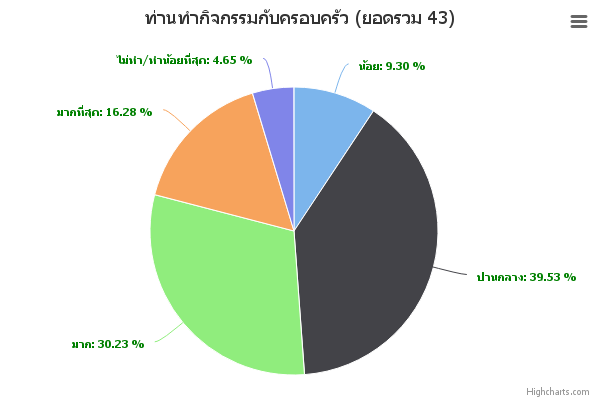 ท่านทำกิจกรรมกับครอบครัว (ยอดรวม 43)
ไม่ทำ/ทำน้อยที่สุด: 4.65 %
น้อย: 9.30 %
มากที่สุด: 16.28 %
ปานกลาง: 39.53 %
มาก: 30.23 %
Highcharts.com